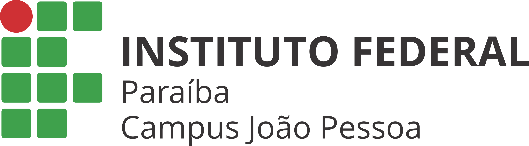 INSTITUTO FEDERAL
Paraíba
Campus João Pessoa